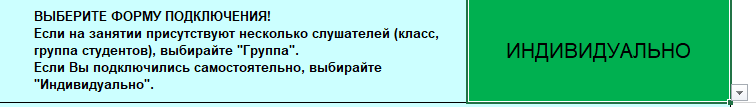 ВЫБЕРИТЕ ФОРМУ ПОДКЛЮЧЕНИЯ!
Если на занятии присутствуют несколько слушателей (класс,
группа студентов), выбирайте "Группа".
Если Вы подключились самостоятельно, выбирайте
"Индивидуально".
ИНДИВИДУАЛЬНО